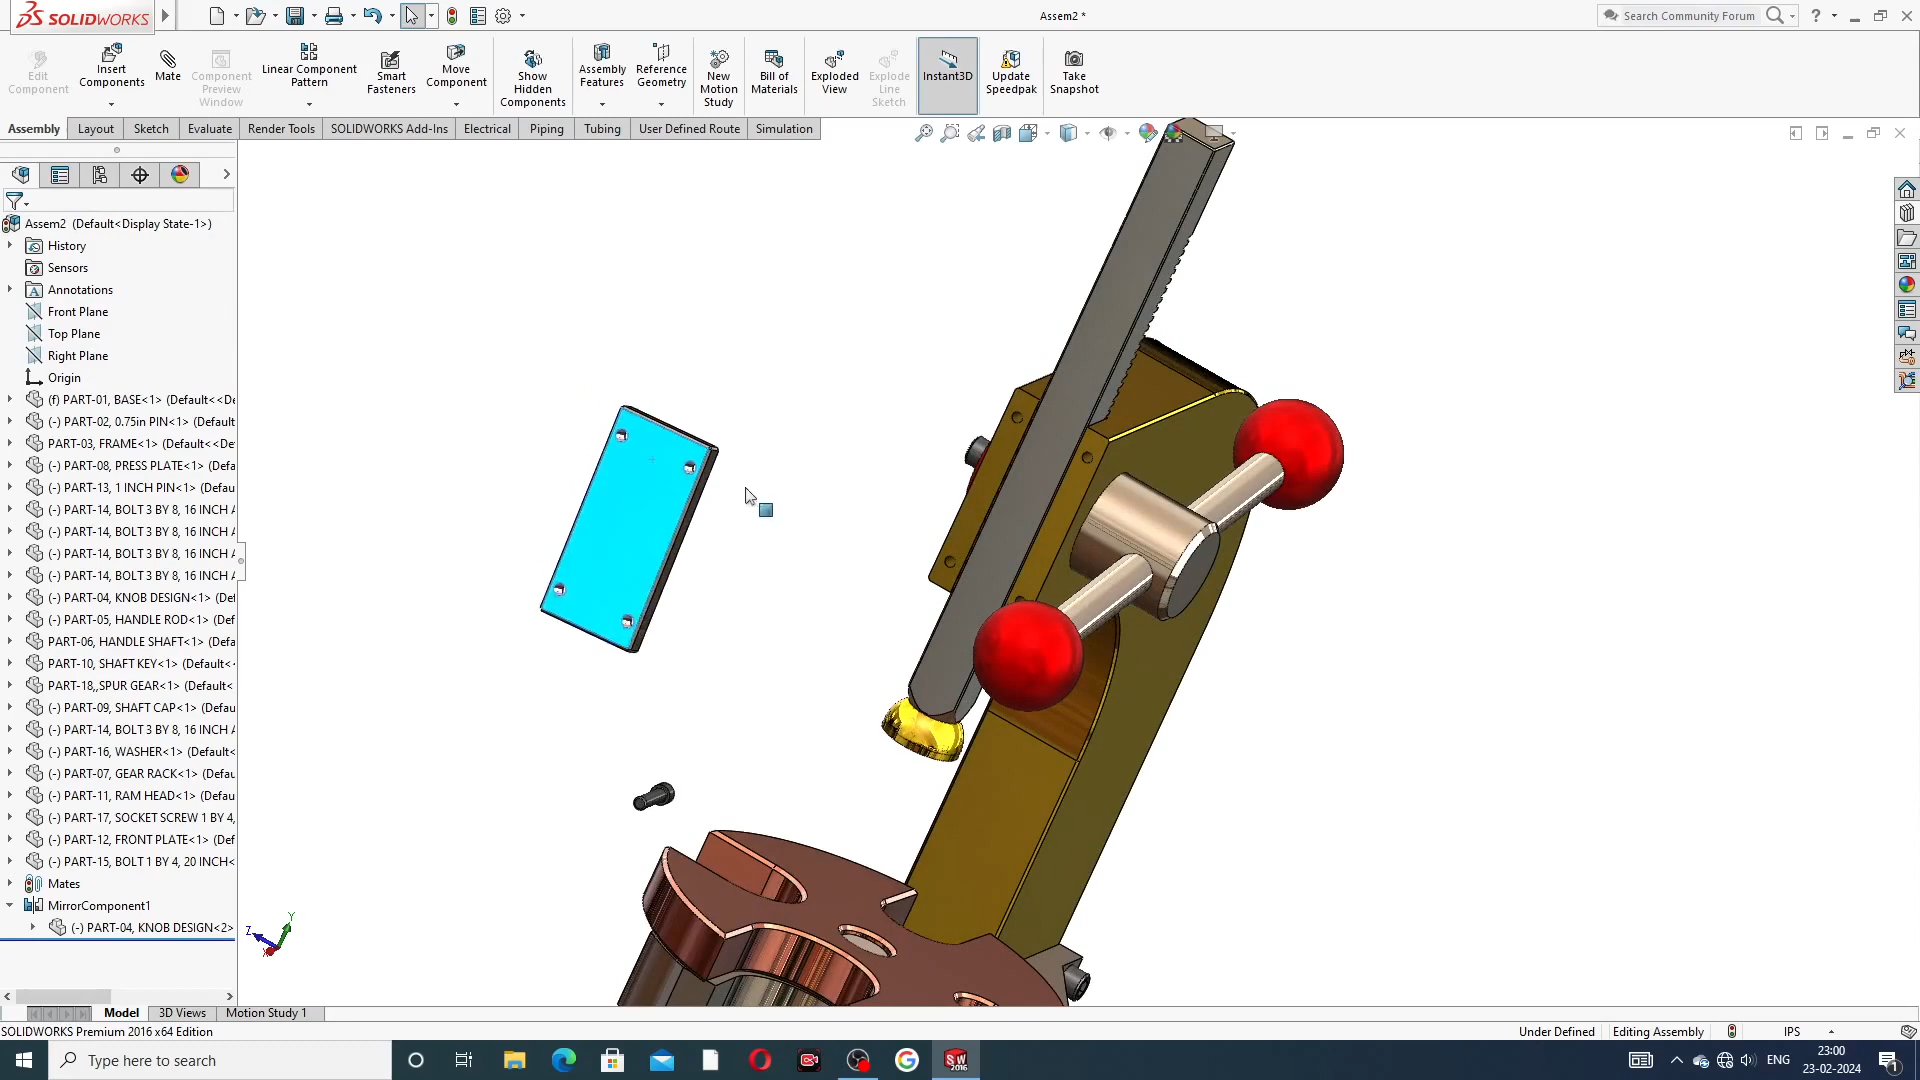 SOLIDWORKS
Assem2 *
Search Community Forum
?
Edit Component
Insert Components
Mate
Component Preview Window
Linear Component Pattern
Smart Fasteners
Move Component
Show Hidden Components
Assembly Features
Reference Geometry
New Motion Study
Bill of Materials
Exploded View
Explode Line Sketch
Instant3D
Update Speedpak
Take Snapshot
Assembly Layout Sketch Evaluate Render Tools SOLIDWORKS Add-Ins Electrical Piping Tubing User Defined Route Simulation
Assem2 (Default<Display State-1>)
History
Sensors
Annotations
Front Plane
Top Plane
Right Plane
Origin
(f) PART-01, BASE<1> (Default<<De
(-) PART-02, 0.75in PIN<1> (Default
PART-03, FRAME<1> (Default<<De
(-) PART-08, PRESS PLATE<1> (Defa
(-) PART-13, 1 INCH PIN<1> (Defau
(-) PART-14, BOLT 3 BY 8, 16 INCH A
(-) PART-14, BOLT 3 BY 8, 16 INCH A
(-) PART-14, BOLT 3 BY 8, 16 INCH A
(-) PART-14, BOLT 3 BY 8, 16 INCH A
(-) PART-04, KNOB DESIGN<1> (Def
(-) PART-05, HANDLE ROD<1> (Def
(-) PART-06, HANDLE SHAFT<1> (Defa
(-) PART-10, SHAFT KEY<1> (Default<
(-) PART-18,,SPUR GEAR<1> (Default<
(-) PART-09, SHAFT CAP<1> (Default<
(-) PART-14, BOLT 3 BY 8, 16 INCH A
(-) PART-16, WASHER<1> (Default<
(-) PART-07, GEAR RACK<1> (Defau
(-) PART-11, RAM HEAD<1> (Defau
(-) PART-17, SOCKET SCREW 1 BY 4,
(-) PART-12, FRONT PLATE<1> (Def
(-) PART-15, BOLT 1 BY 4, 20 INCH<
Mates
MirrorComponent1
(-) PART-04, KNOB DESIGN<2>
Y
Z
X
Model 3D Views Motion Study 1
SOLIDWORKS Premium 2016 x64 Edition
Under Defined Editing Assembly IPS
Type here to search
SW 2016
ENG
23:00
23-02-2024
1